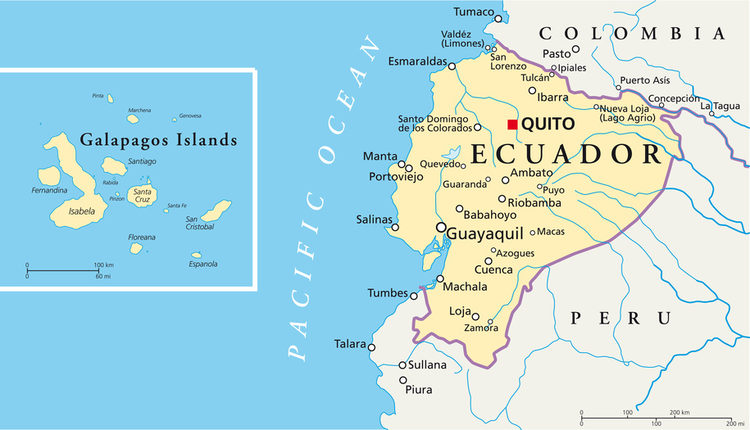 Galapagos Islands
Pinta
Marchena
Genovesa
Santiago
Fernandina
Rabida
Pinzon
Santa
Cruz
Santa Fe
Isabela
San
Cristobal
Floreana
Espanola
0 100 km
0 60 mi
PACIFIC OCEAN
COLOMBIA
Tumaco
Valdéz
(Limones)
Pasto
Esmaraldas
San
Lorenzo
Ipiales
Tulcán
Puerto Asís
Ibarra
Concepción
La Tagua
Nueva Loja
(Lago Agrio)
Santo Domingo
de los Colorados
QUITO
ECUADOR
Manta
Portoviejo
Quevedo
Ambato
Guaranda
Puyo
Riobamba
Salinas
Babahoyo
Guayaquil
Macas
Azogues
Cuenca
Machala
Tumbes
Loja
Zamora
PERU
Talara
Sullana
Piura
0 100 200 km
0 100 200 mi